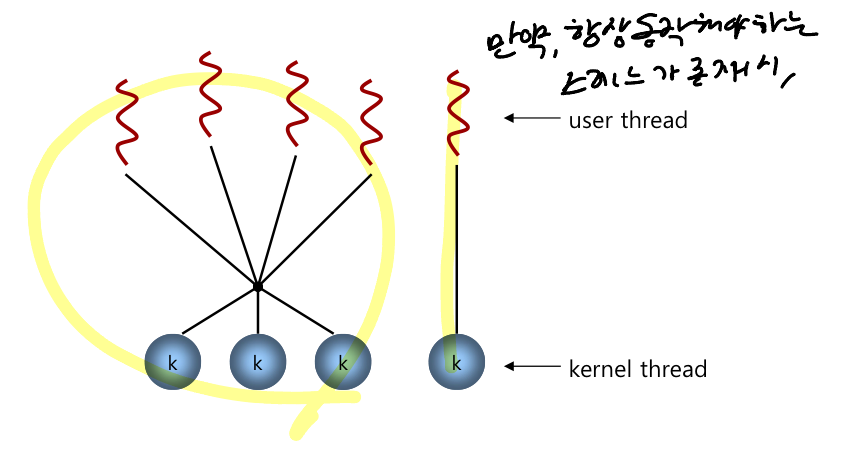 만약, 항상 동작해야하는
스레드가 존재 시,
user thread
k
k
k
k
kernel thread